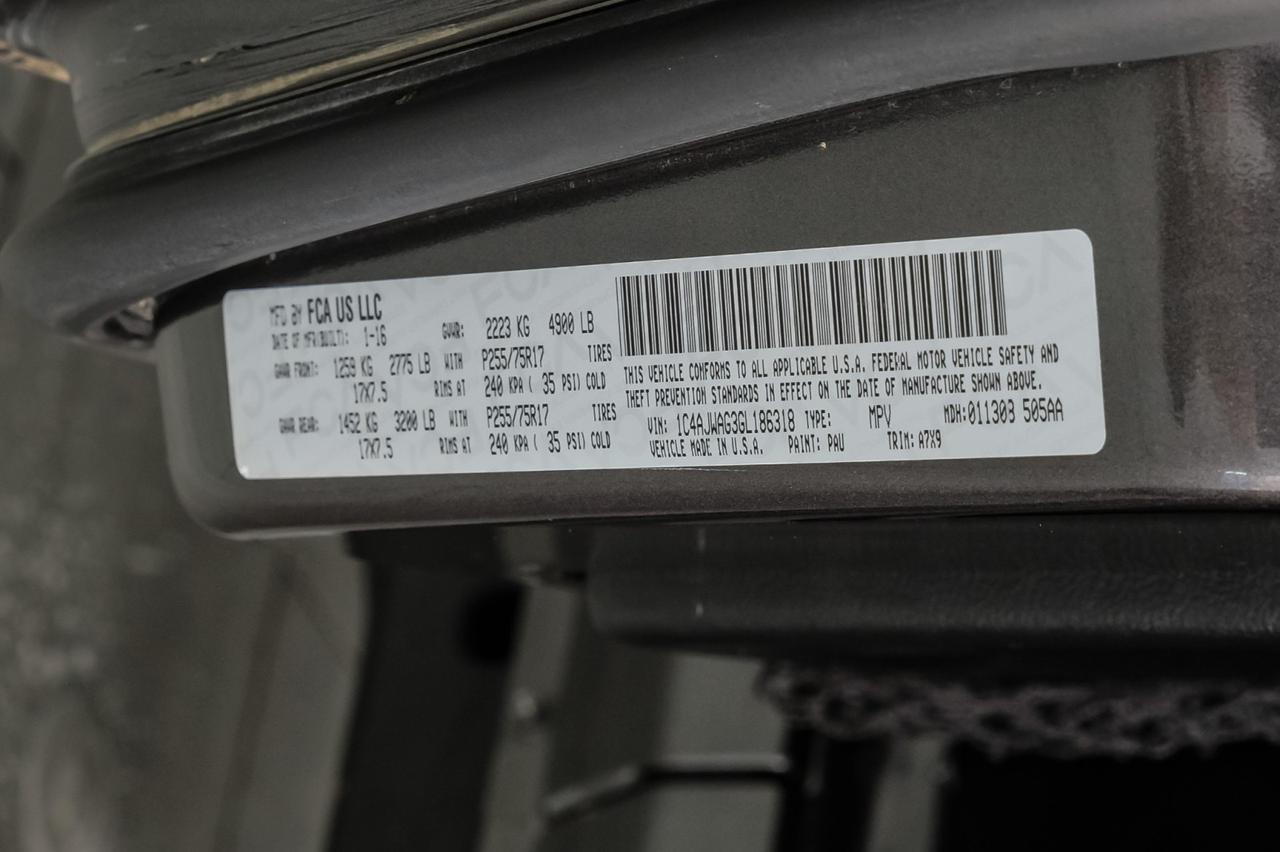 MFD BY FCA US LLC
DATE OF MFR(BUILT): 1-16 GVWR: 2223 KG 4900 LB
GAWR FRONT: 1259 KG 2775 LB WITH P255/75R17 TIRES
17X7.5 RIMS AT 240 KPA ( 35 PSI) COLD
GAWR REAR: 1452 KG 3200 LB WITH P255/75R17 TIRES
17X7.5 RIMS AT 240 KPA ( 35 PSI) COLD
THIS VEHICLE CONFORMS TO ALL APPLICABLE U.S.A. FEDERAL MOTOR VEHICLE SAFETY AND
THEFT PREVENTION STANDARDS IN EFFECT ON THE DATE OF MANUFACTURE SHOWN ABOVE.
VIN: 1C4AJWAG3GL186318 TYPE: MPV MDH:011303 505AA
VEHICLE MADE IN U.S.A. PAINT: PAU TRIM: A7X9